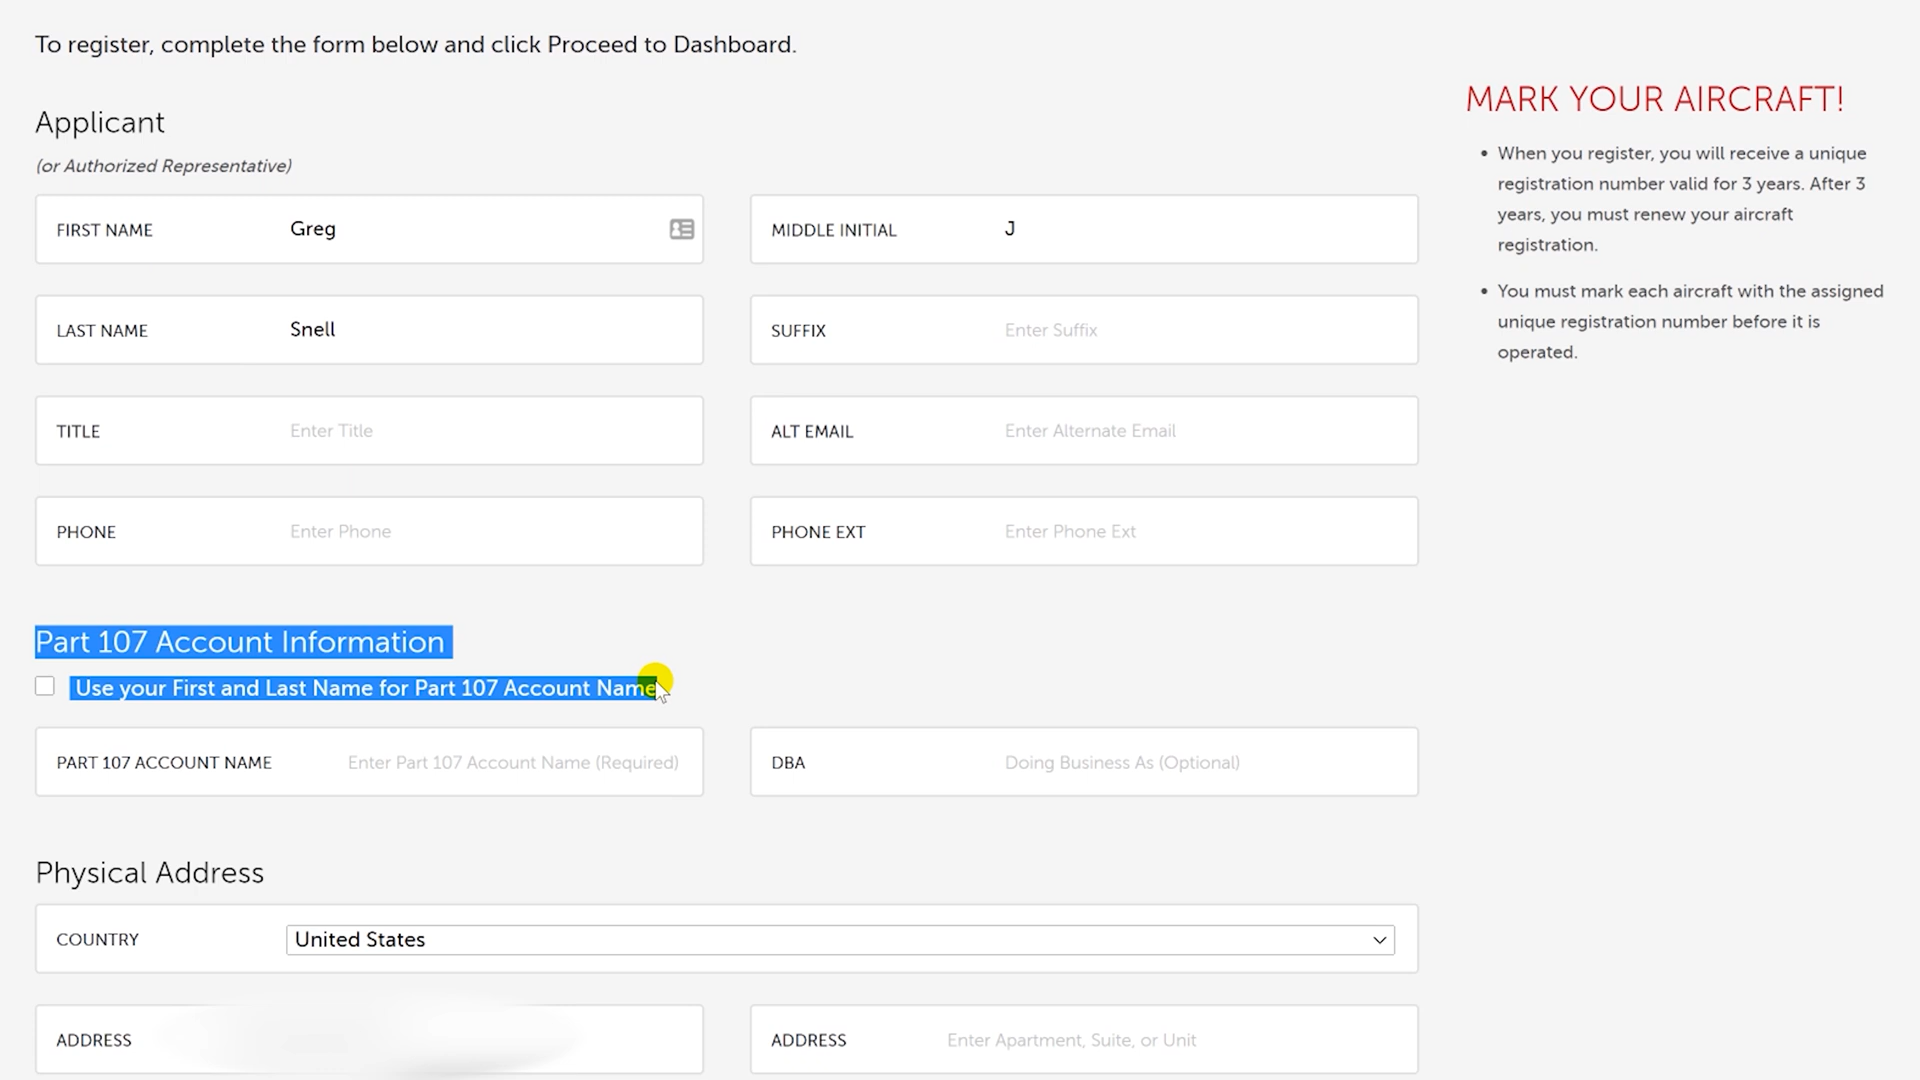 To register, complete the form below and click Proceed to Dashboard.
Applicant
(or Authorized Representative)
FIRST NAME Greg
MIDDLE INITIAL J
LAST NAME Snell
SUFFIX Enter Suffix
TITLE Enter Title
ALT EMAIL Enter Alternate Email
PHONE Enter Phone
PHONE EXT Enter Phone Ext
Part 107 Account Information
Use your First and Last Name for Part 107 Account Name
PART 107 ACCOUNT NAME Enter Part 107 Account Name (Required)
DBA Doing Business As (Optional)
Physical Address
COUNTRY United States
ADDRESS
ADDRESS Enter Apartment, Suite, or Unit
MARK YOUR AIRCRAFT!
• When you register, you will receive a unique
registration number valid for 3 years. After 3
years, you must renew your aircraft
registration.
• You must mark each aircraft with the assigned
unique registration number before it is
operated.